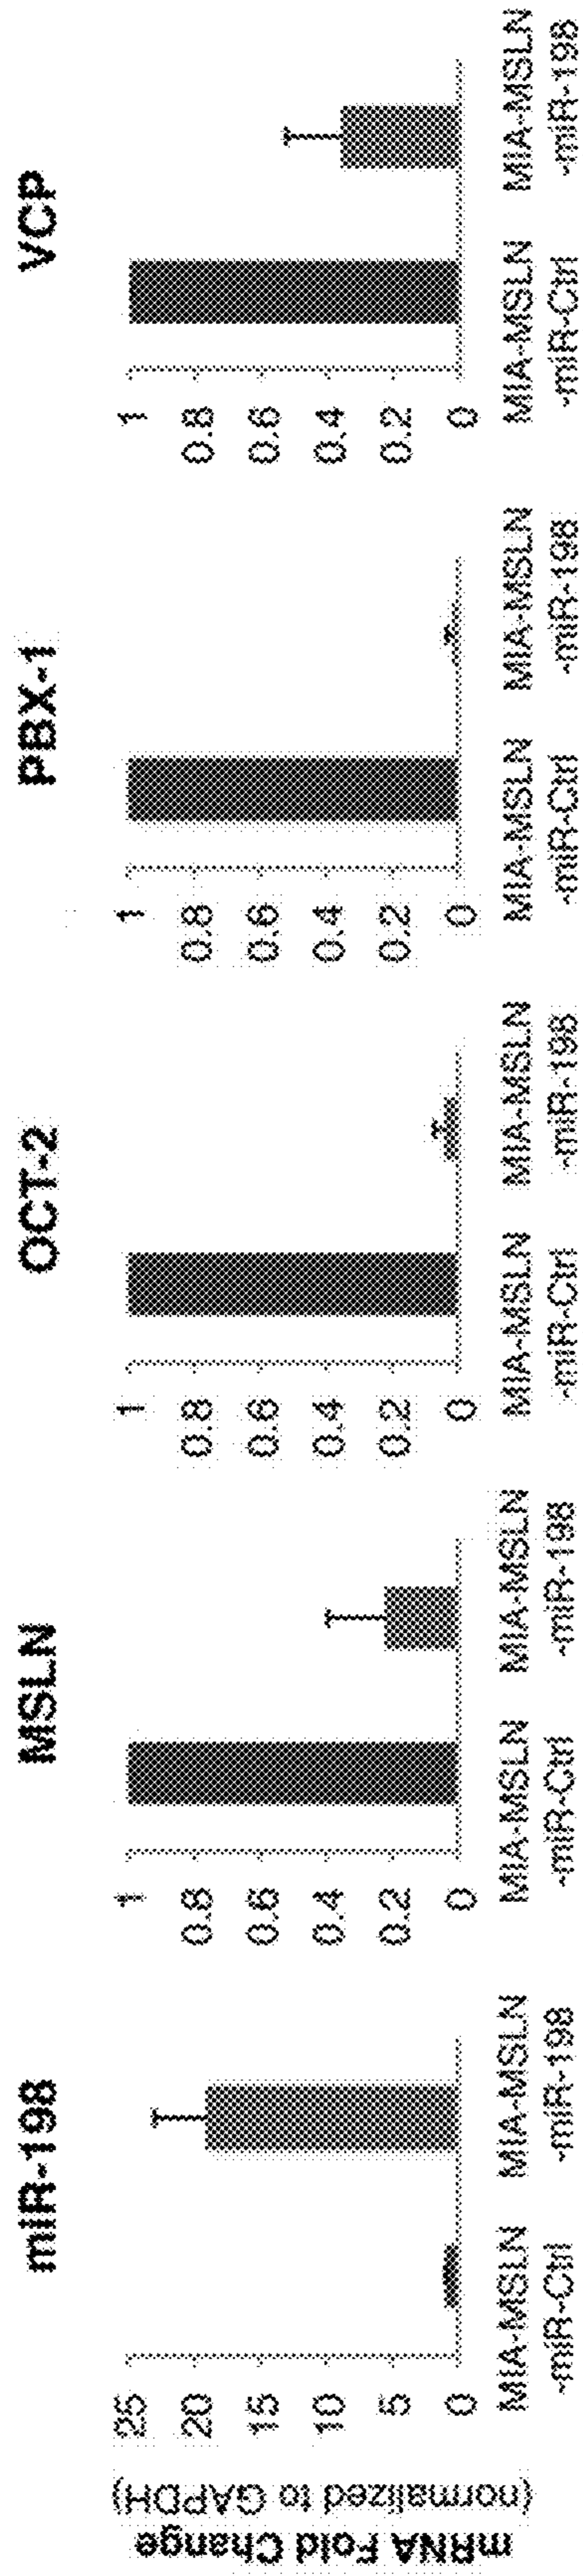 mRNA Fold Change
(normalized to GAPDH)
miR-198
25
20
15
10
5
0
MIA-MSLN
-miR-Ctrl
MIA-MSLN
-miR-198
MSLN
1
0.8
0.6
0.4
0.2
0
MIA-MSLN
-miR-Ctrl
MIA-MSLN
-miR-198
OCT-2
1
0.8
0.6
0.4
0.2
0
MIA-MSLN
-miR-Ctrl
MIA-MSLN
-miR-198
PBX-1
1
0.8
0.6
0.4
0.2
0
MIA-MSLN
-miR-Ctrl
MIA-MSLN
-miR-198
VCP
1
0.8
0.6
0.4
0.2
0
MIA-MSLN
-miR-Ctrl
MIA-MSLN
-miR-198